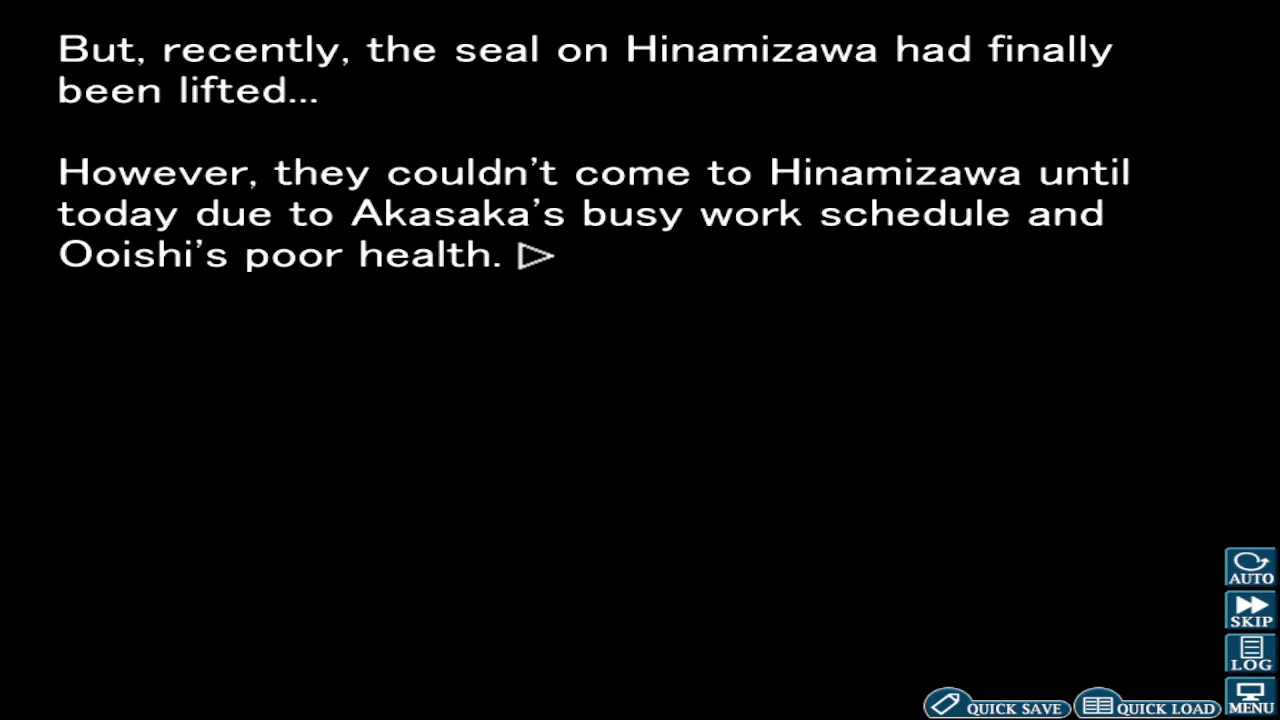 But, recently, the seal on Hinamizawa had finally
been lifted...
However, they couldn't come to Hinamizawa until
today due to Akasaka's busy work schedule and
Ooishi's poor health.
AUTO
SKIP
LOG
QUICK SAVE
QUICK LOAD
MENU